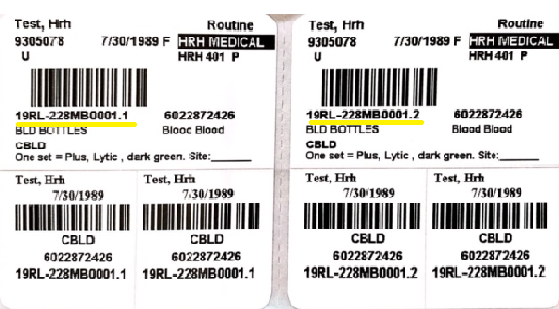 Test, Hrh Routine
9305078 7/30/1989 F HRH MEDICAL
U HRH 401 P
19RL-228MB0001.1 6022872426
BLD BOTTLES Blood Blood
CBLD
One set = Plus, Lytic , dark green. Site:______
Test, Hrh
7/30/1989
CBLD
6022872426
19RL-228MB0001.1
Test, Hrh
7/30/1989
CBLD
6022872426
19RL-228MB0001.1
Test, Hrh Routine
9305078 7/30/1989 F HRH MEDICAL
U HRH 401 P
19RL-228MB0001.2 6022872426
BLD BOTTLES Blood Blood
CBLD
One set = Plus, Lytic , dark green. Site:______
Test, Hrh
7/30/1989
CBLD
6022872426
19RL-228MB0001.2
Test, Hrh
7/30/1989
CBLD
6022872426
19RL-228MB0001.2